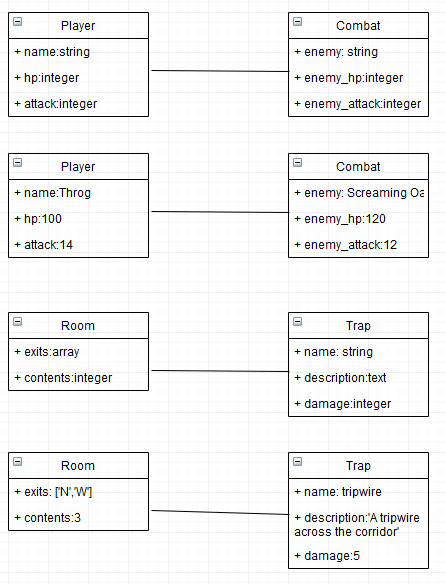 Player
+ name:string
+ hp:integer
+ attack:integer
Combat
+ enemy: string
+ enemy_hp:integer
+ enemy_attack:integer
Player
+ name:Throg
+ hp:100
+ attack:14
Combat
+ enemy: Screaming Oa
+ enemy_hp:120
+ enemy_attack:12
Room
+ exits:array
+ contents:integer
Trap
+ name: string
+ description:text
+ damage:integer
Room
+ exits: ['N','W']
+ contents:3
Trap
+ name: tripwire
+ description:'A tripwire
across the corridor'
+ damage:5